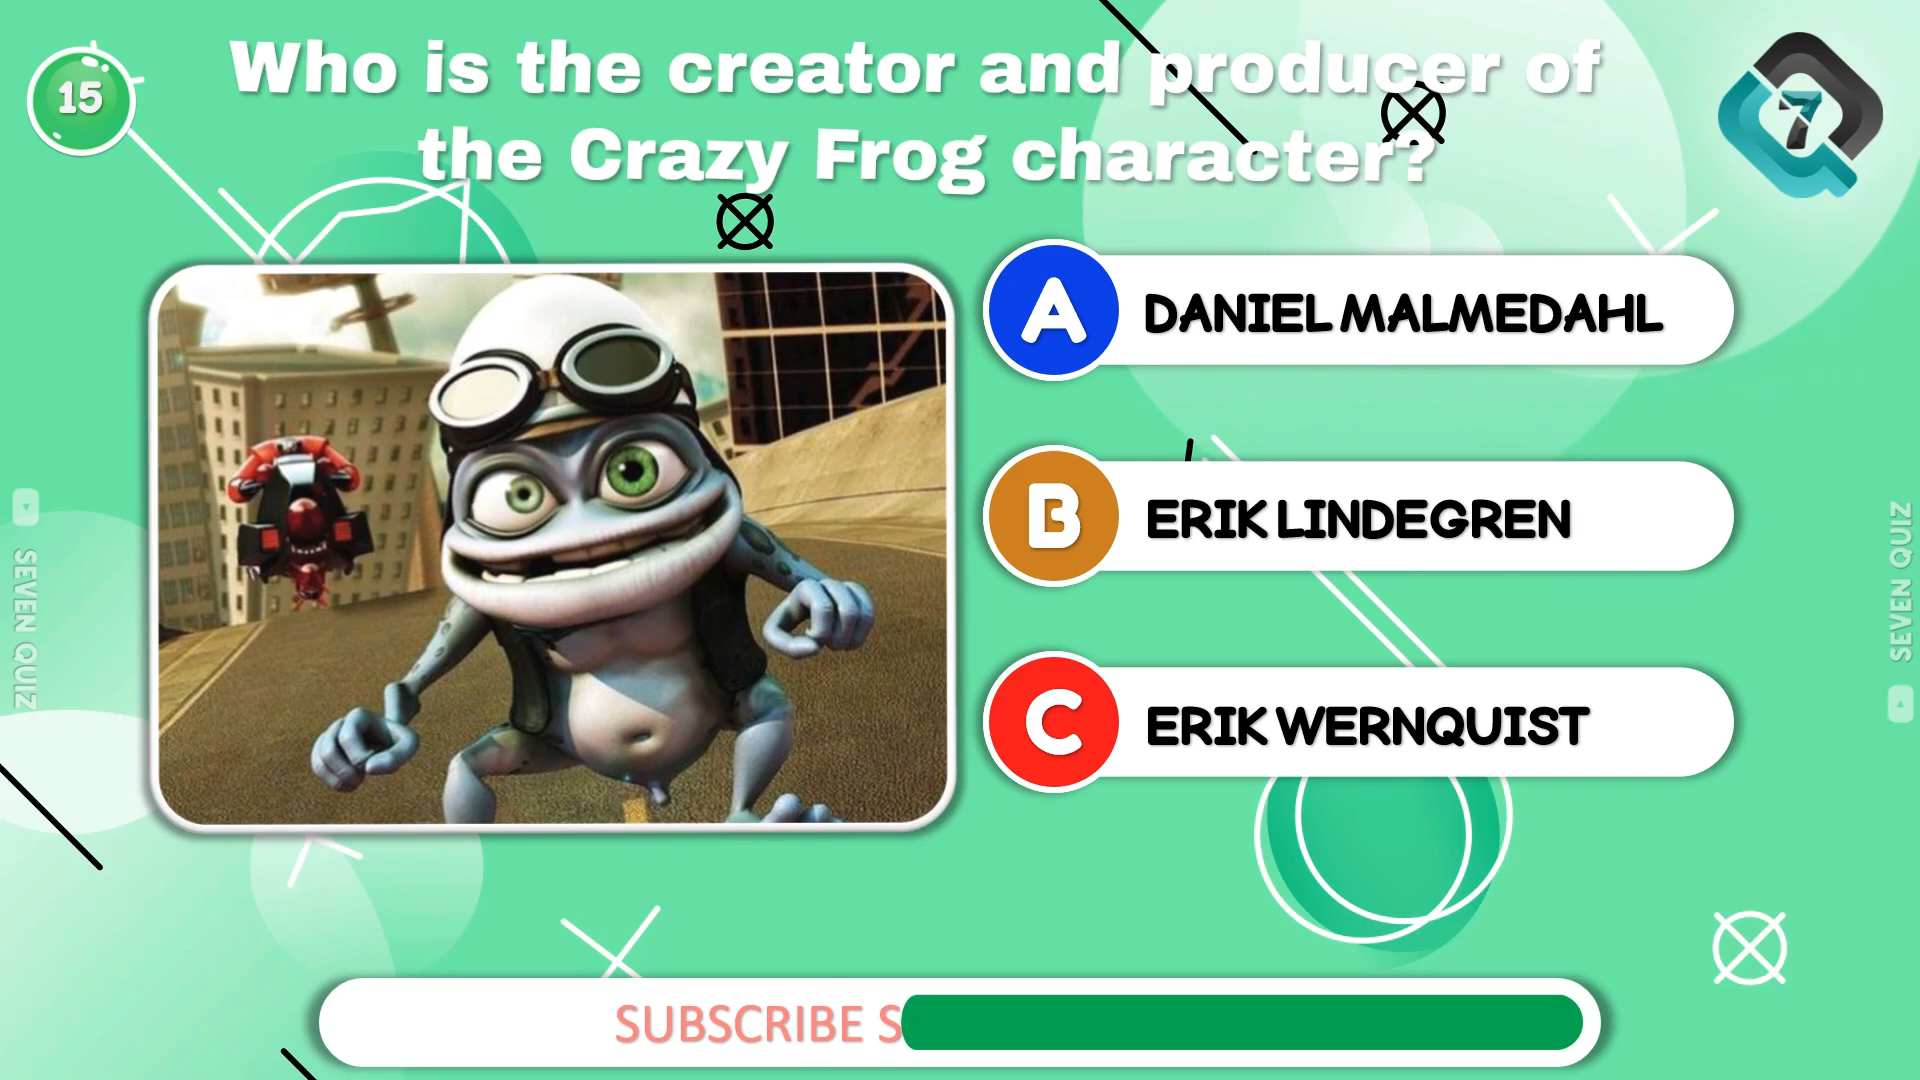 15
Who is the creator and producer of
the Crazy Frog character?
7
A DANIEL MALMEDAHL
B ERIK LINDEGREN
C ERIK WERNQUIST
SEVEN QUIZ
SEVEN QUIZ
SUBSCRIBE S